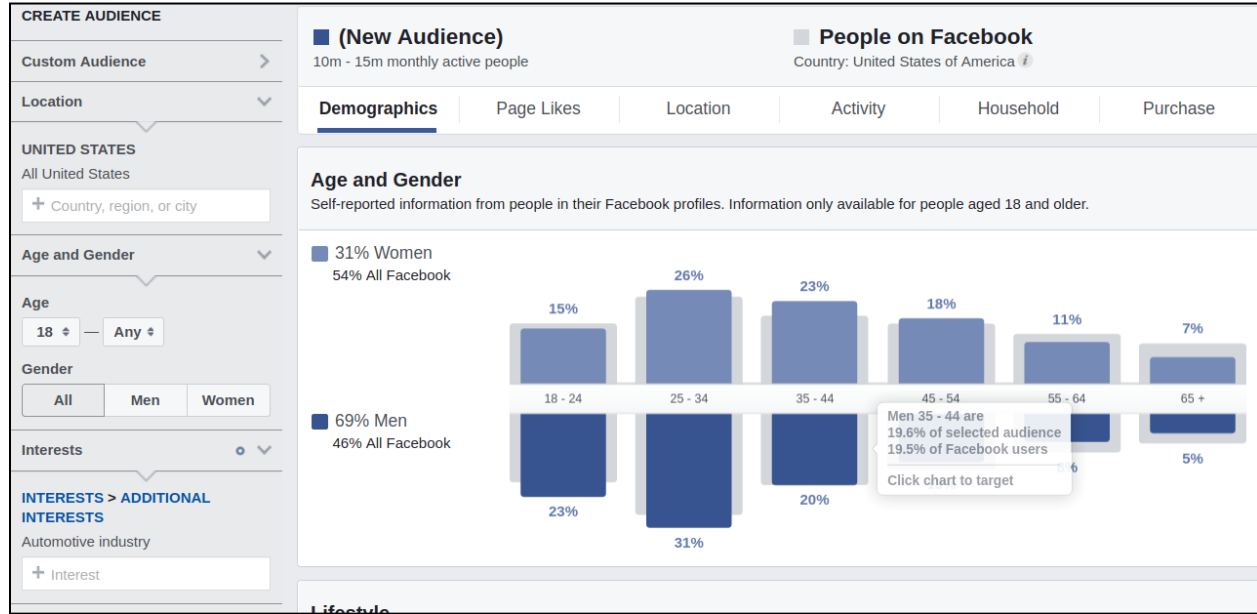 CREATE AUDIENCE
Custom Audience
Location
UNITED STATES
All United States
+ Country, region, or city
Age and Gender
Age
18 — Any
Gender
All Men Women
Interests
INTERESTS > ADDITIONAL
INTERESTS
Automotive industry
+ Interest
(New Audience)
10m - 15m monthly active people
People on Facebook
Country: United States of America i
Demographics Page Likes Location Activity Household Purchase
Age and Gender
Self-reported information from people in their Facebook profiles. Information only available for people aged 18 and older.
31% Women
54% All Facebook
15% 26% 23% 18% 11% 7%
18 - 24 25 - 34 35 - 44 45 - 54 55 - 64 65 +
69% Men
46% All Facebook
23% 31% 20% 5%
Men 35 - 44 are
19.6% of selected audience
19.5% of Facebook users
Click chart to target
Lifestyle